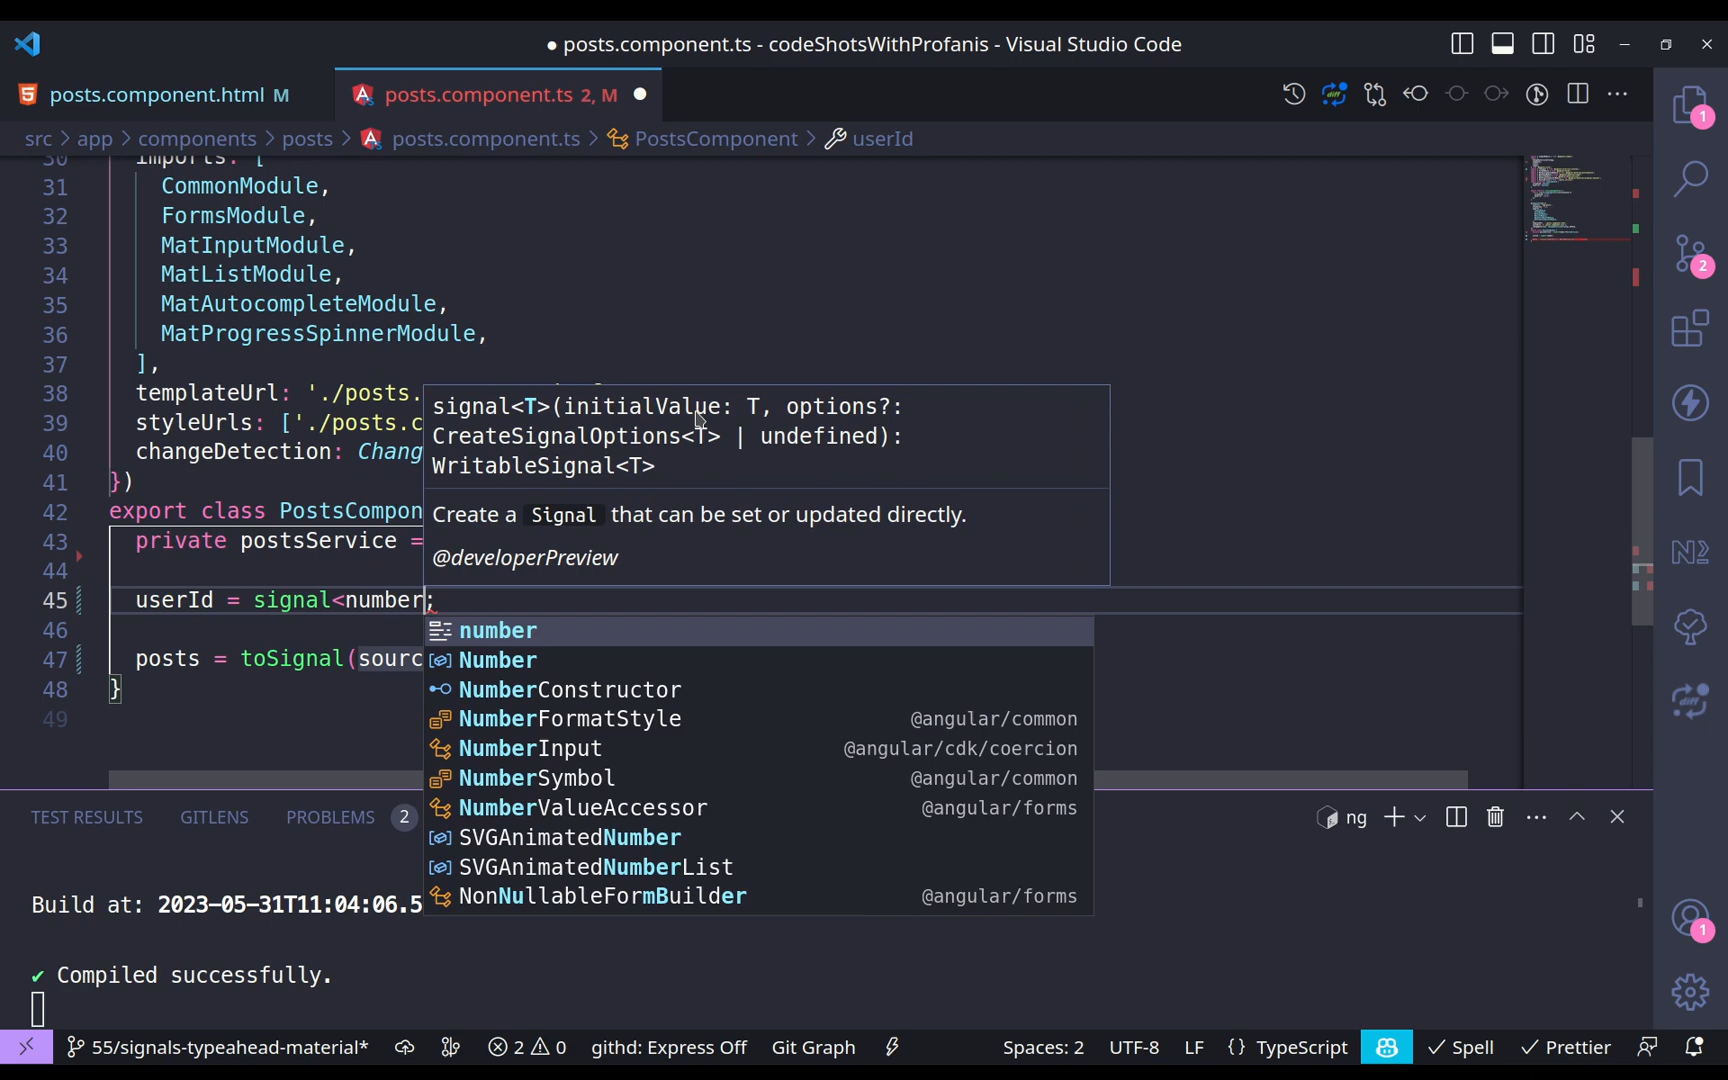 ● posts.component.ts - codeShotsWithProfanis - Visual Studio Code
posts.component.html M
posts.component.ts 2, M ●
src > app > components > posts > posts.component.ts > PostsComponent > userId
30 imports: [
31 CommonModule,
32 FormsModule,
33 MatInputModule,
34 MatListModule,
35 MatAutocompleteModule,
36 MatProgressSpinnerModule,
37 ],
38 templateUrl: './posts.
39 styleUrls: ['./posts.c
40 changeDetection: Chang
41 })
42 export class PostsCompon
43 private postsService =
44
45 userId = signal<number;
46
47 posts = toSignal(sourc
48 }
49
signal<T>(initialValue: T, options?:
CreateSignalOptions<T> | undefined):
WritableSignal<T>
Create a Signal that can be set or updated directly.
@developerPreview
number
Number
NumberConstructor
NumberFormatStyle @angular/common
NumberInput @angular/cdk/coercion
NumberSymbol @angular/common
NumberValueAccessor @angular/forms
SVGAnimatedNumber
SVGAnimatedNumberList
NonNullableFormBuilder @angular/forms
TEST RESULTS GITLENS PROBLEMS 2
ng
Build at: 2023-05-31T11:04:06.5
✔ Compiled successfully.
55/signals-typeahead-material* 2 0 githd: Express Off Git Graph Spaces: 2 UTF-8 LF {} TypeScript ✓ Spell ✓ Prettier
1
2
diff
1